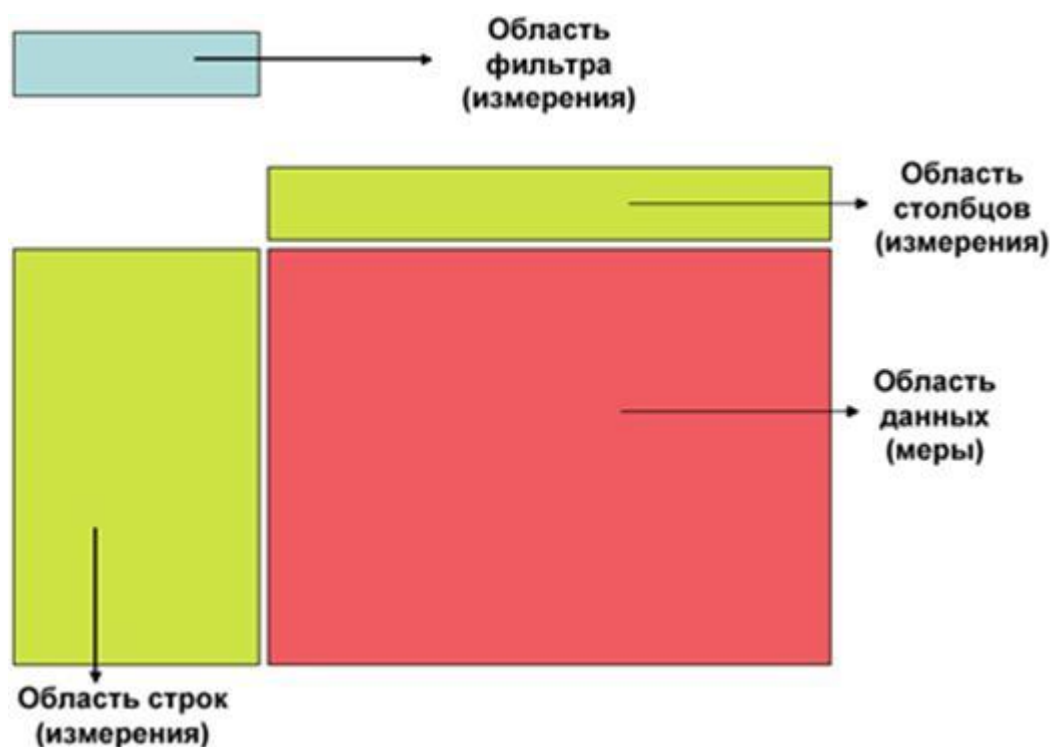 Область
фильтра
(измерения)
Область
столбцов
(измерения)
Область
данных
(меры)
Область строк
(измерения)